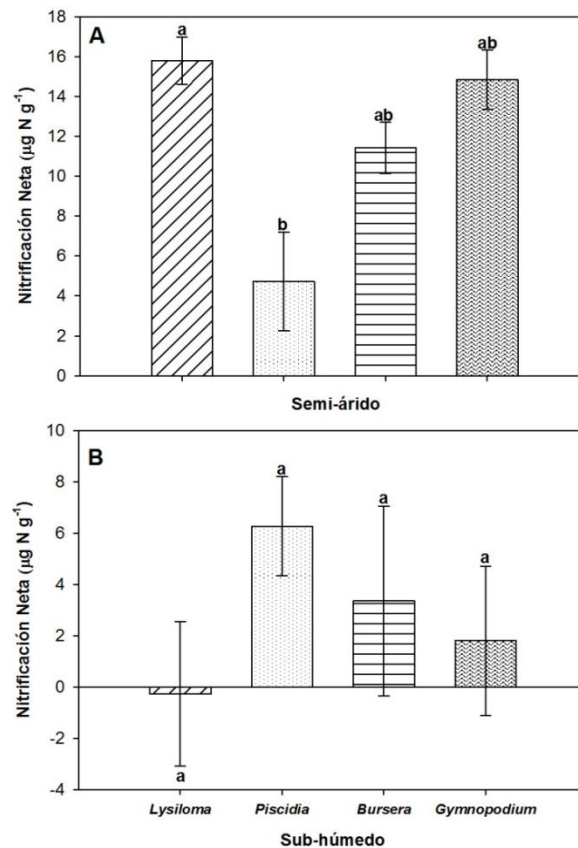 A
Nitrificación Neta (µg N g-1)
18
16
14
12
10
8
6
4
2
0
a
b
ab
ab
Semi-árido
B
Nitrificación Neta (µg N g-1)
10
8
6
4
2
0
-2
-4
a
a
a
a
Lysiloma Piscidia Bursera Gymnopodium
Sub-húmedo